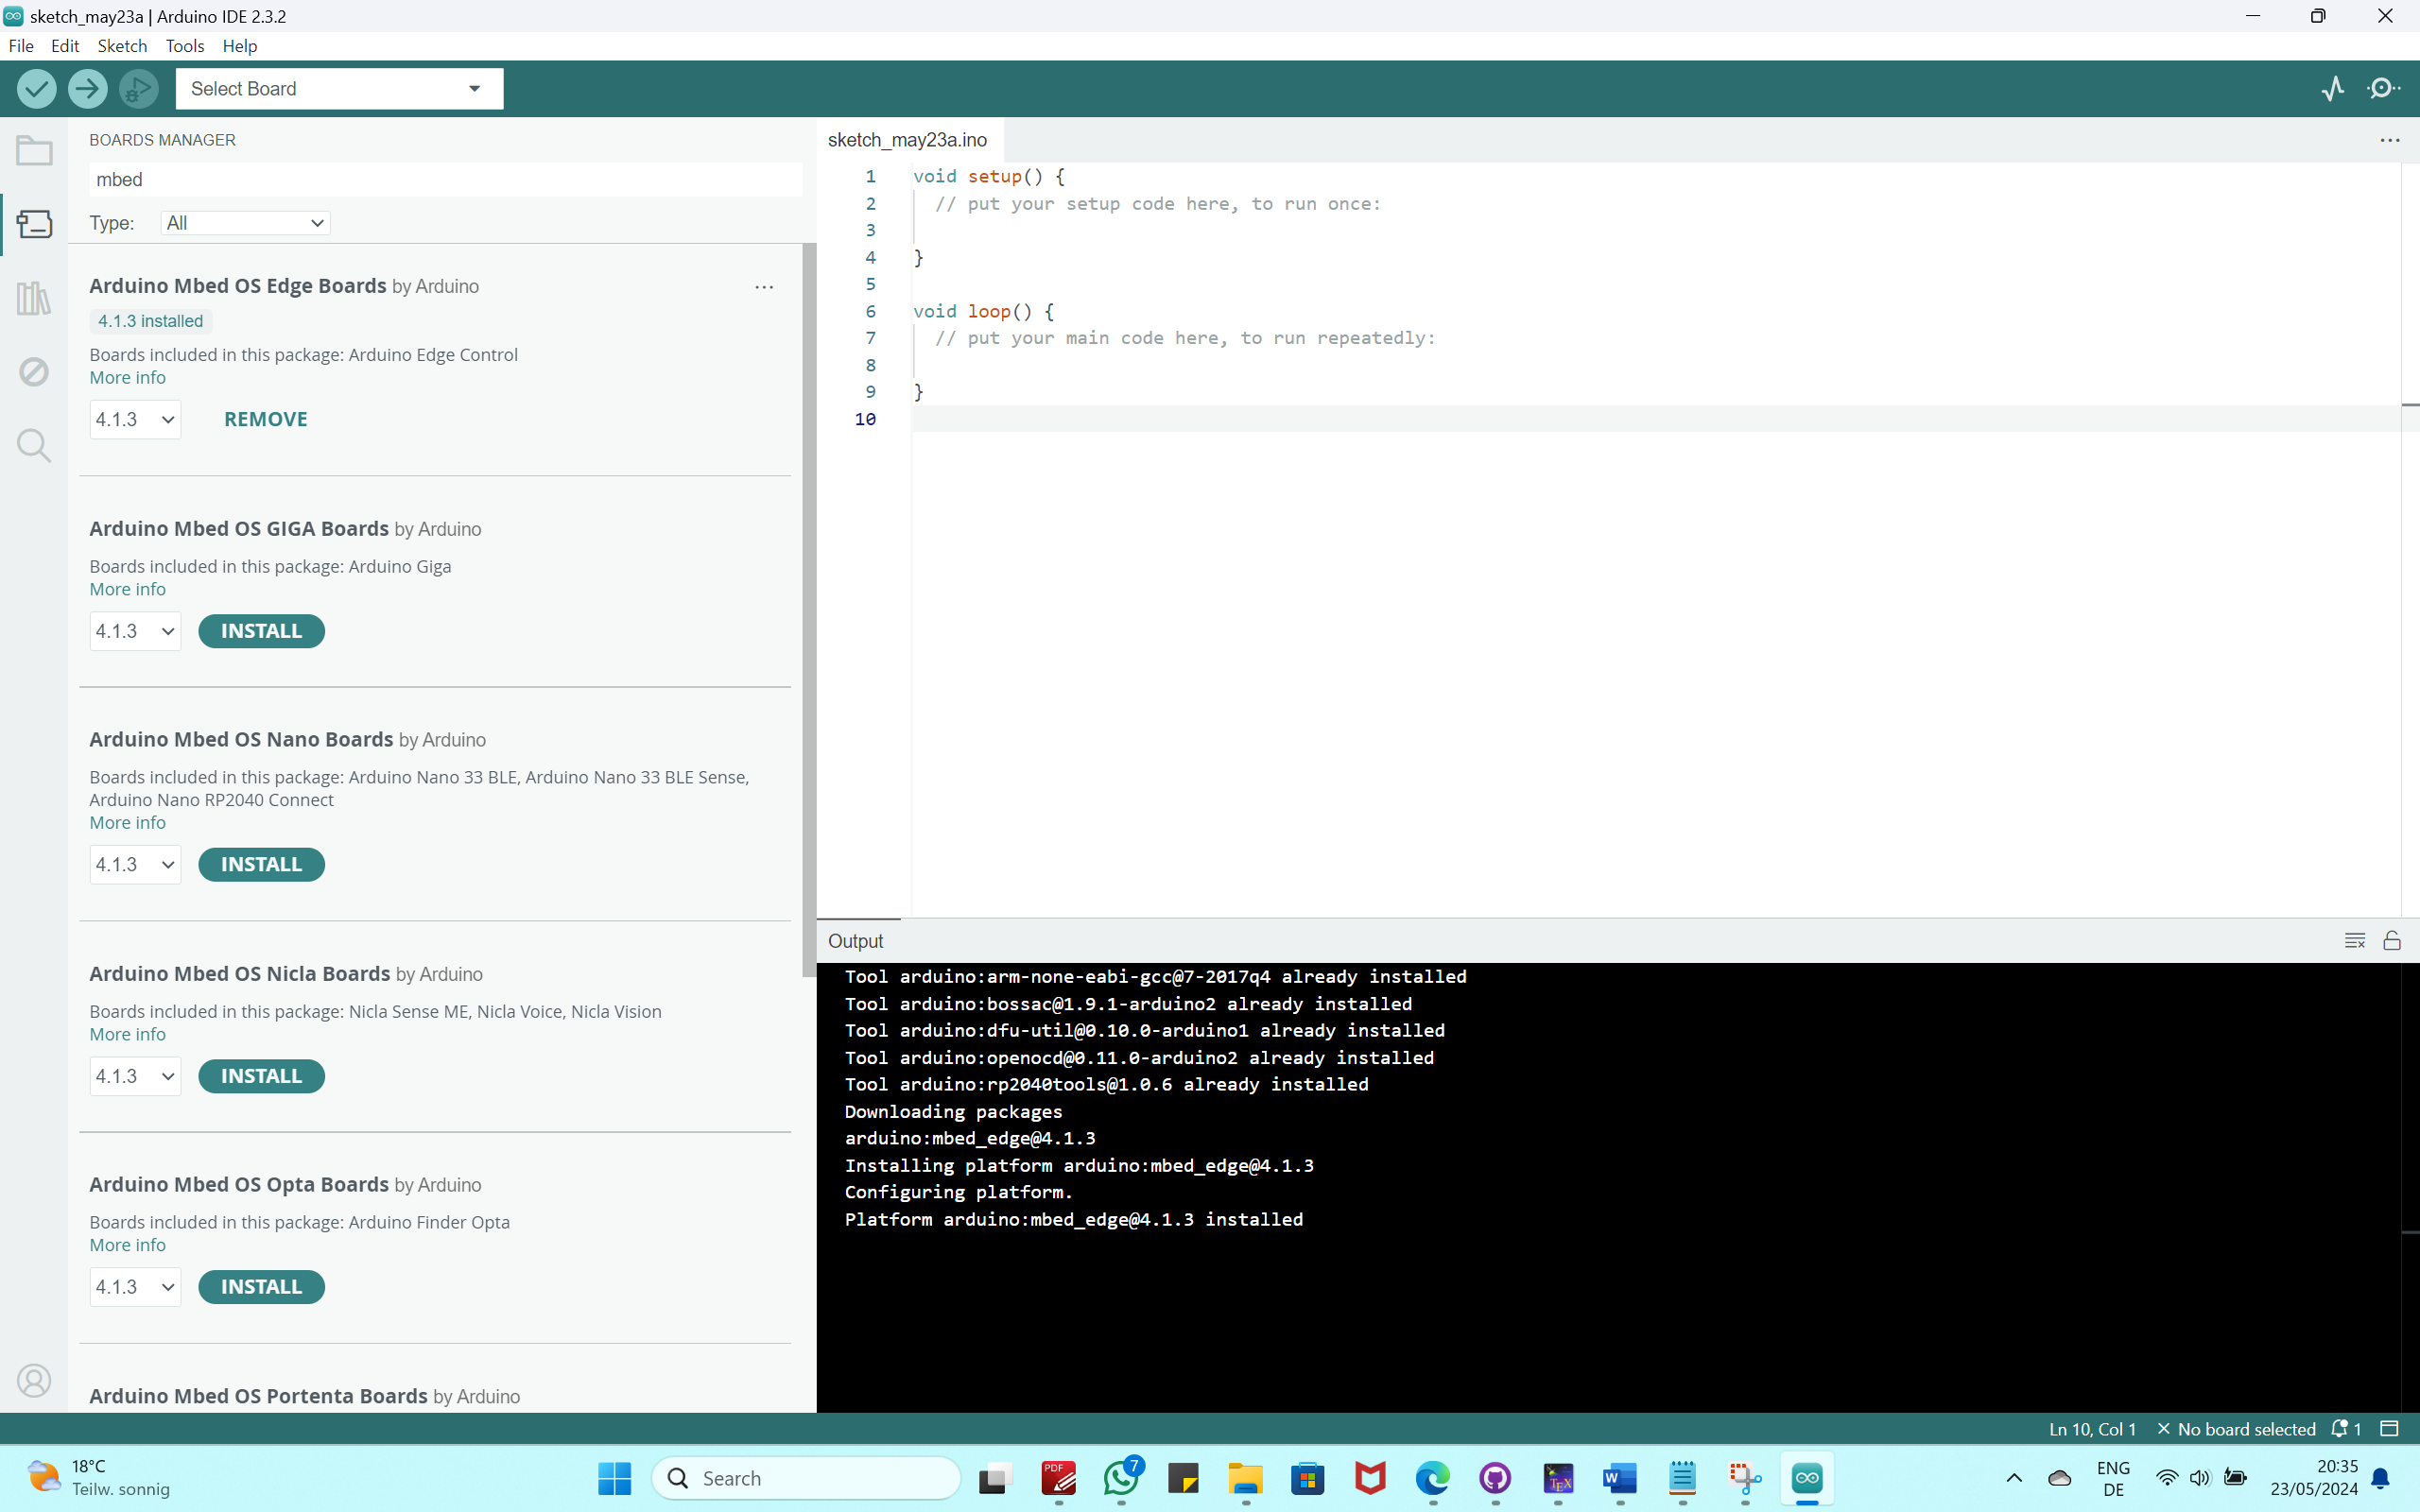 sketch_may23a | Arduino IDE 2.3.2
File Edit Sketch Tools Help
Select Board
BOARDS MANAGER
mbed
Type: All
Arduino Mbed OS Edge Boards by Arduino
4.1.3 installed
Boards included in this package: Arduino Edge Control
More info
4.1.3 REMOVE
Arduino Mbed OS GIGA Boards by Arduino
Boards included in this package: Arduino Giga
More info
4.1.3 INSTALL
Arduino Mbed OS Nano Boards by Arduino
Boards included in this package: Arduino Nano 33 BLE, Arduino Nano 33 BLE Sense,
Arduino Nano RP2040 Connect
More info
4.1.3 INSTALL
Arduino Mbed OS Nicla Boards by Arduino
Boards included in this package: Nicla Sense ME, Nicla Voice, Nicla Vision
More info
4.1.3 INSTALL
Arduino Mbed OS Opta Boards by Arduino
Boards included in this package: Arduino Finder Opta
More info
4.1.3 INSTALL
Arduino Mbed OS Portenta Boards by Arduino
sketch_may23a.ino
1 void setup() {
2 // put your setup code here, to run once:
3
4 }
5
6 void loop() {
7 // put your main code here, to run repeatedly:
8
9 }
10
Output
Tool arduino:arm-none-eabi-gcc@7-2017q4 already installed
Tool arduino:bossac@1.9.1-arduino2 already installed
Tool arduino:dfu-util@0.10.0-arduino1 already installed
Tool arduino:openocd@0.11.0-arduino2 already installed
Tool arduino:rp2040tools@1.0.6 already installed
Downloading packages
arduino:mbed_edge@4.1.3
Installing platform arduino:mbed_edge@4.1.3
Configuring platform.
Platform arduino:mbed_edge@4.1.3 installed
Ln 10, Col 1 × No board selected 1
18°C
Teilw. sonnig
Search
PDF
7
TEX
W
ENG
DE
20:35
23/05/2024